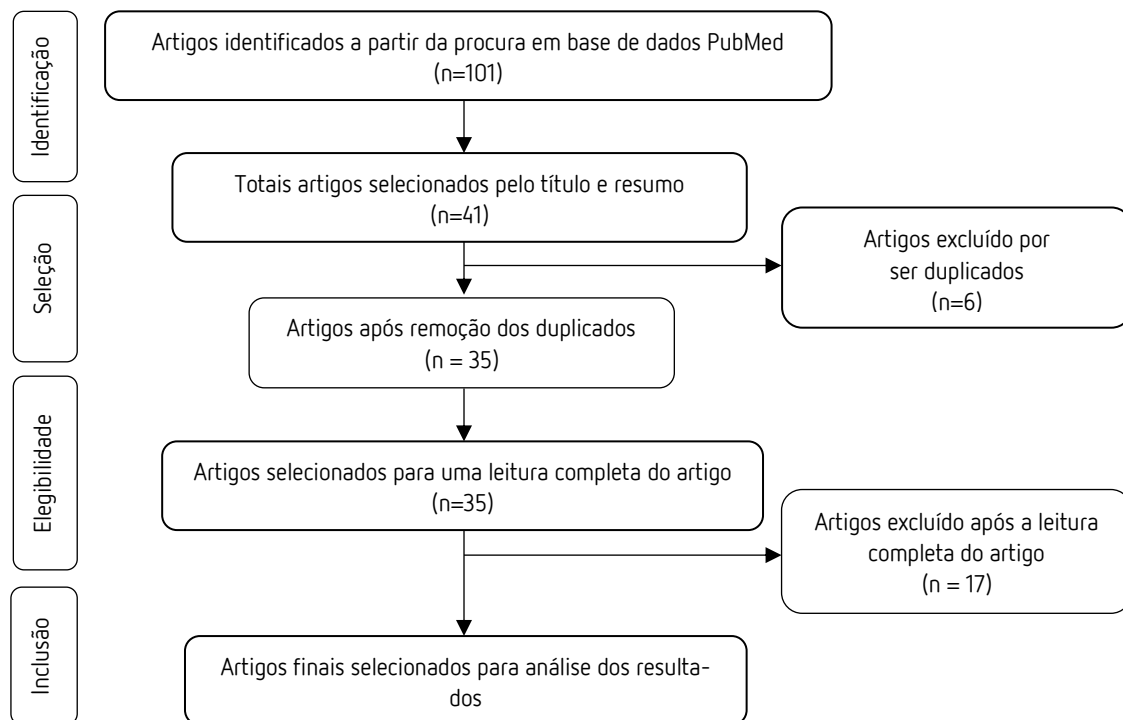 Identificação
Artigos identificados a partir da procura em base de dados PubMed
(n=101)
Totais artigos selecionados pelo título e resumo
(n=41)
Seleção
Artigos excluído por
ser duplicados
(n=6)
Artigos após remoção dos duplicados
(n = 35)
Elegibilidade
Artigos selecionados para uma leitura completa do artigo
(n=35)
Artigos excluído após a leitura
completa do artigo
(n = 17)
Inclusão
Artigos finais selecionados para análise dos resulta-
dos